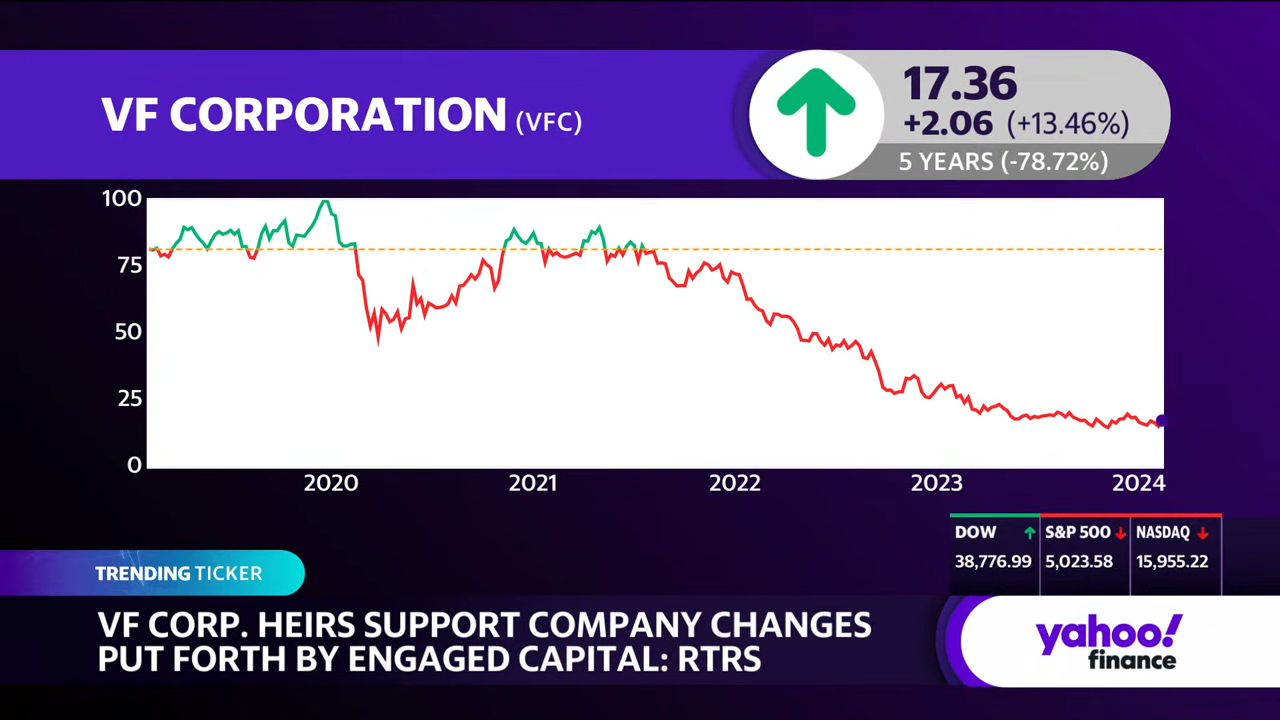 VF CORPORATION (VFC)
17.36
+2.06 (+13.46%)
5 YEARS (-78.72%)
100
75
50
25
0
2020 2021 2022 2023 2024
DOW S&P 500 NASDAQ
38,776.99 5,023.58 15,955.22
TRENDING TICKER
VF CORP. HEIRS SUPPORT COMPANY CHANGES
PUT FORTH BY ENGAGED CAPITAL: RTRS
yahoo!
finance